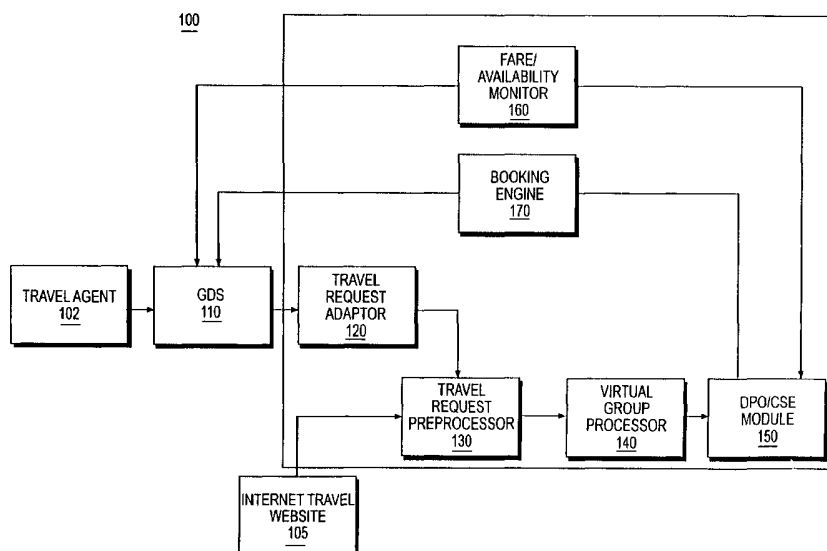 100
FARE/
AVAILABILITY
MONITOR
160
BOOKING
ENGINE
170
TRAVEL AGENT
102
GDS
110
TRAVEL
REQUEST
ADAPTOR
120
TRAVEL
REQUEST
PREPROCESSOR
130
VIRTUAL
GROUP
PROCESSOR
140
DPO/CSE
MODULE
150
INTERNET TRAVEL
WEBSITE
105